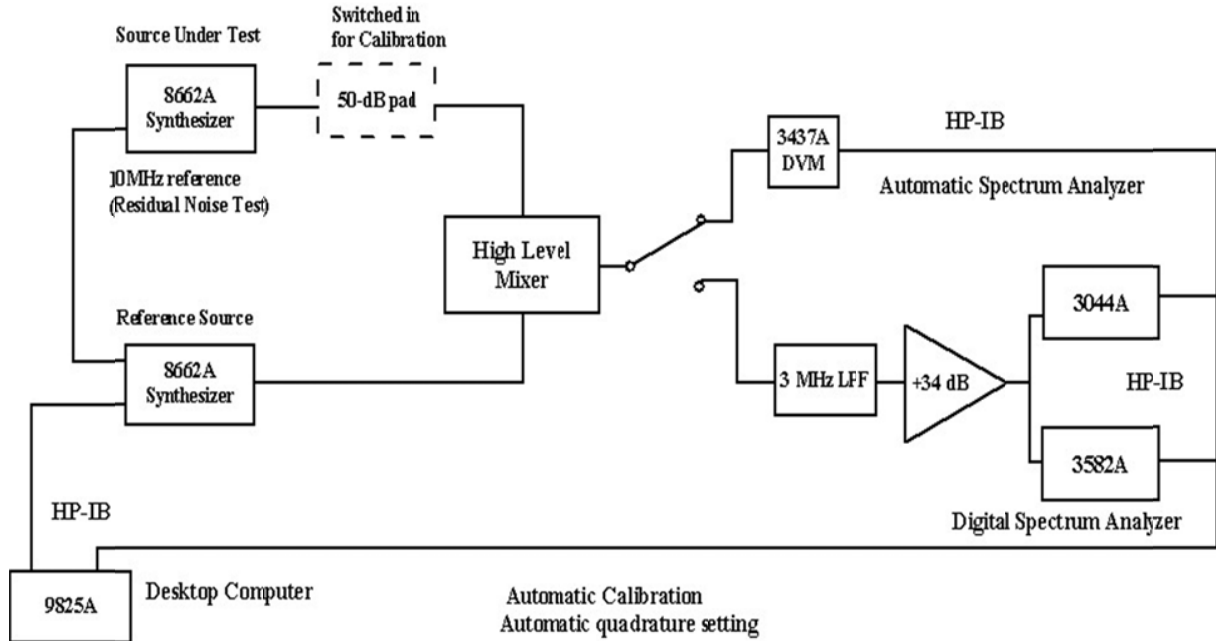 Switched in
for Calibration
Source Under Test
8662A
Synthesizer
50-dB pad
10MHz reference
(Residual Noise Test)
3437A
DVM
HP-IB
Automatic Spectrum Analyzer
High Level
Mixer
Reference Source
8662A
Synthesizer
3 MHz LPF
+34 dB
3044A
HP-IB
3582A
Digital Spectrum Analyzer
HP-IB
9825A
Desktop Computer
Automatic Calibration
Automatic quadrature setting